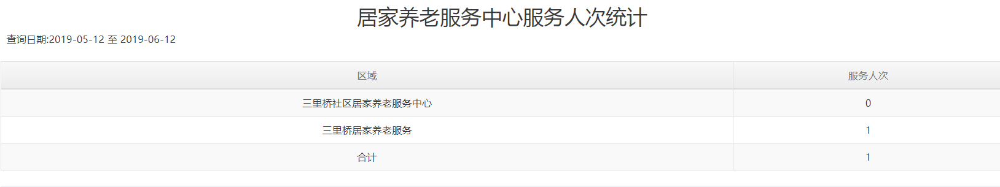 居家养老服务中心服务人次统计
查询日期:2019-05-12 至 2019-06-12
区域 服务人次
三里桥社区居家养老服务中心 0
三里桥居家养老服务 1
合计 1